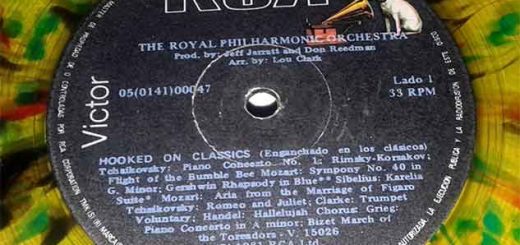 RCA
THE ROYAL PHILHARMONIC ORCHESTRA
Prod. by: Jeff Jarratt and Don Reedman
Arr. by: Lou Clark
Victor
05(0141)00047
Lado 1
33 RPM
HOOKED ON CLASSICS (Enganchado en los clásicos)
Tchaikovsky: Piano Concerto No. 1; Rimsky-Korsakov:
Flight of the Bumble Bee Mozart: Symphony No. 40 in
G. Minor; Gershwin Rhapsody in Blue** Sibelius: Karelia
Suite* Mozart: Aria from the Marriage of Figaro
Tchaikovsky: Romeo and Juliet; Clarke: Trumpet
Voluntary; Handel: Hallelujah Chorus: Grieg:
Piano Concerto in A minor; Bizet March of
the Toreadors V. 15026
1981 RCA Ltd.